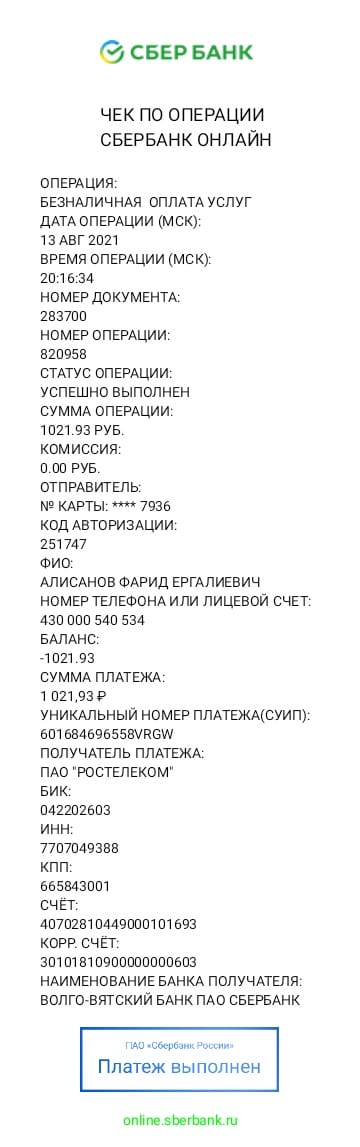 СБЕР БАНК
ЧЕК ПО ОПЕРАЦИИ
СБЕРБАНК ОНЛАЙН
ОПЕРАЦИЯ:
БЕЗНАЛИЧНАЯ ОПЛАТА УСЛУГ
ДАТА ОПЕРАЦИИ (МСК):
13 АВГ 2021
ВРЕМЯ ОПЕРАЦИИ (МСК):
20:16:34
НОМЕР ДОКУМЕНТА:
283700
НОМЕР ОПЕРАЦИИ:
820958
СТАТУС ОПЕРАЦИИ:
УСПЕШНО ВЫПОЛНЕН
СУММА ОПЕРАЦИИ:
1021.93 РУБ.
КОМИССИЯ:
0.00 РУБ.
ОТПРАВИТЕЛЬ:
№ КАРТЫ: **** 7936
КОД АВТОРИЗАЦИИ:
251747
ФИО:
АЛИСАНОВ ФАРИД ЕРГАЛИЕВИЧ
НОМЕР ТЕЛЕФОНА ИЛИ ЛИЦЕВОЙ СЧЕТ:
430 000 540 534
БАЛАНС:
-1021.93
СУММА ПЛАТЕЖА:
1 021,93 ₽
УНИКАЛЬНЫЙ НОМЕР ПЛАТЕЖА(СУИП):
601684696558VRGW
ПОЛУЧАТЕЛЬ ПЛАТЕЖА:
ПАО "РОСТЕЛЕКОМ"
БИК:
042202603
ИНН:
7707049388
КПП:
665843001
СЧЁТ:
40702810449000101693
КОРР. СЧЁТ:
30101810900000000603
НАИМЕНОВАНИЕ БАНКА ПОЛУЧАТЕЛЯ:
ВОЛГО-ВЯТСКИЙ БАНК ПАО СБЕРБАНК
ПАО «Сбербанк России»
Платеж выполнен
online.sberbank.ru